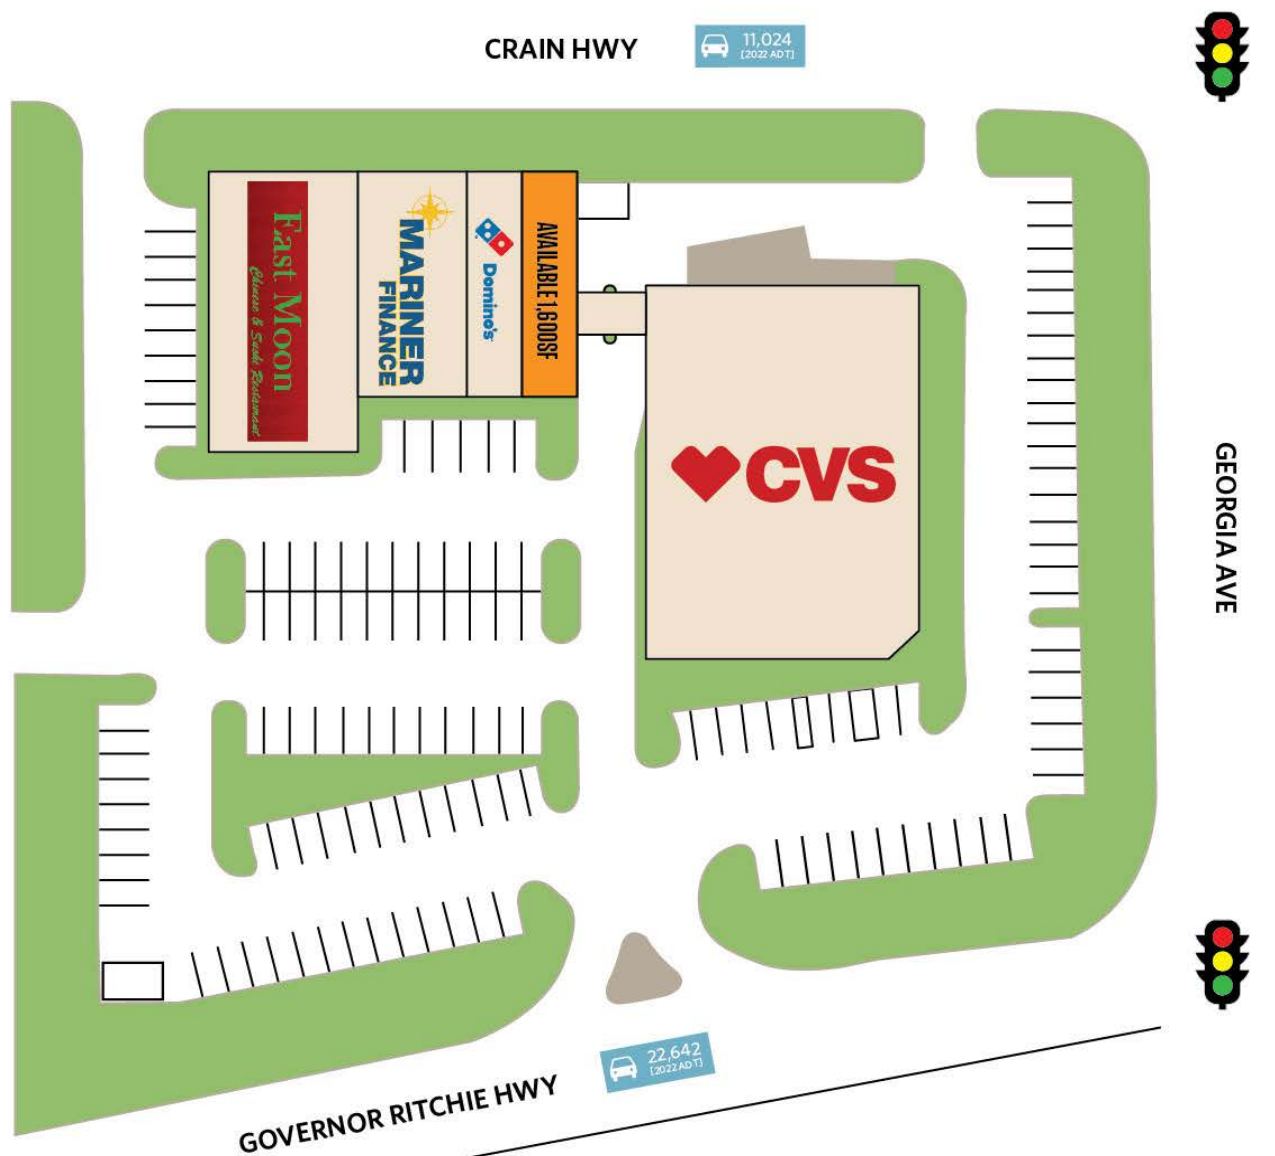 CRAIN HWY
11,024
[2022 ADT]
East Moon
Chinese & Sushi Restaurant
MARINER
FINANCE
Domino's
AVAILABLE 1,600SF
CVS
GEORGIA AVE
22,642
[2022 ADT]
GOVERNOR RITCHIE HWY